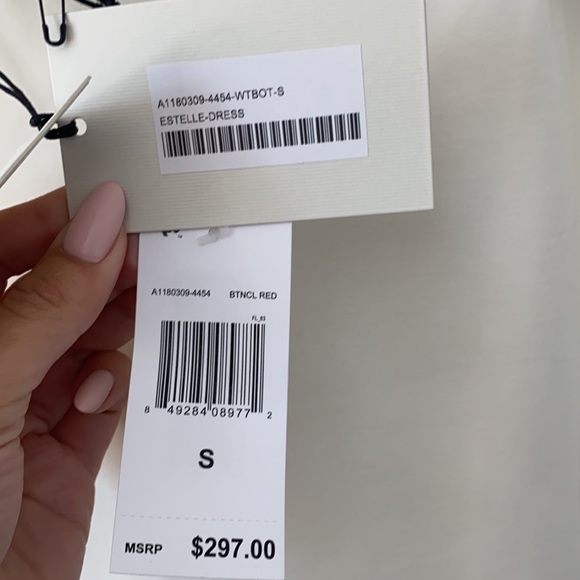 A1180309-4454-WTBOT-S
ESTELLE-DRESS
A1180309-4454 BTNCL RED
FL_83
8 49284 08977 2
S
MSRP $297.00